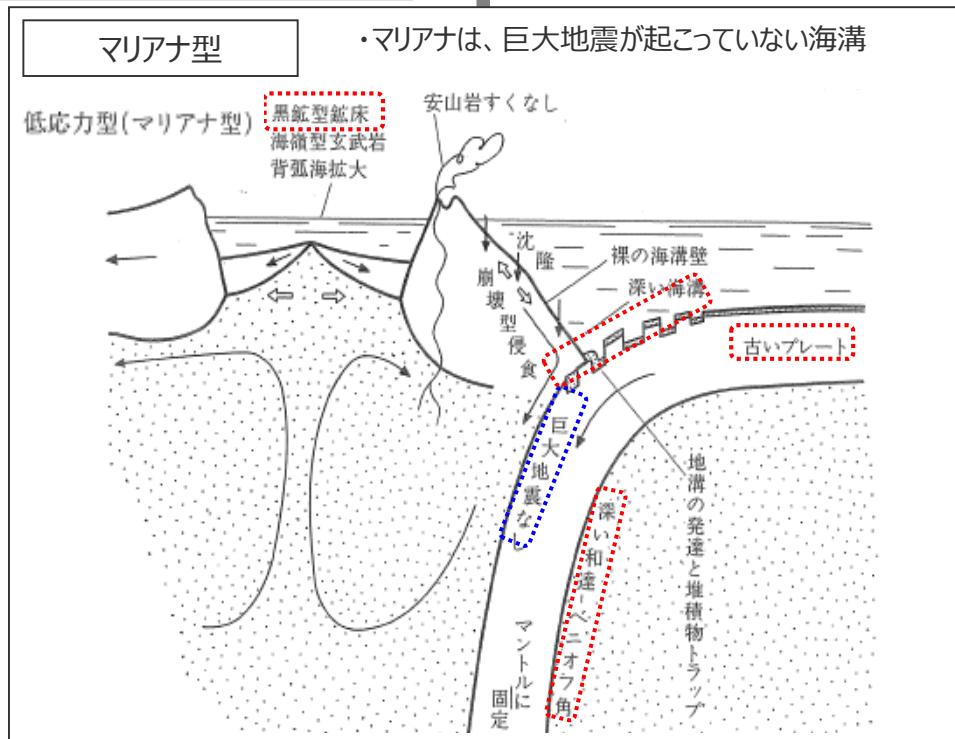 マリアナ型
・マリアナは、巨大地震が起こっていない海溝
低応力型(マリアナ型)
黒鉱型鉱床
海嶺型玄武岩
背弧海拡大
安山岩すくなし
沈隆
崩壊型侵食
裸の海溝壁
深い海溝
古いプレート
巨大地震なし
深い和達-ベニオフ角
地溝の発達と堆積物トラップ
マントルに
固定